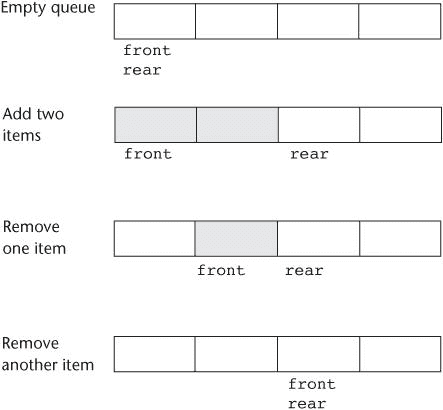 Empty queue
front
rear
Add two
items
front rear
Remove
one item
front rear
Remove
another item
front
rear